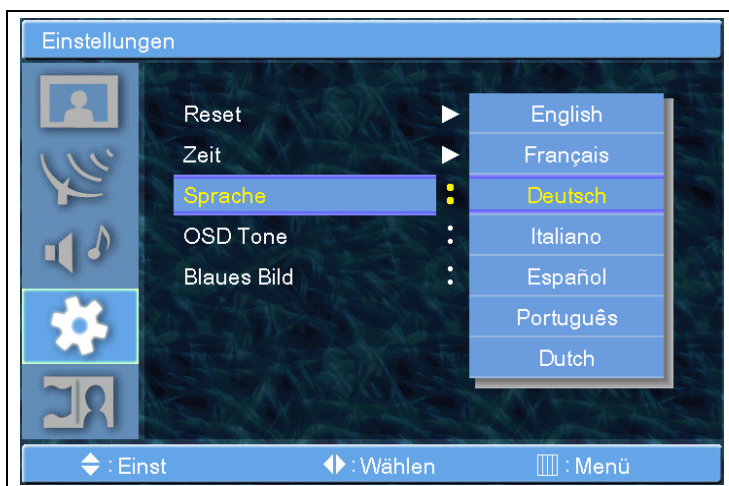 Einstellungen
Reset
Zeit
Sprache :
OSD Tone :
Blaues Bild :
English
Français
Deutsch
Italiano
Español
Português
Dutch
: Einst : Wählen : Menü